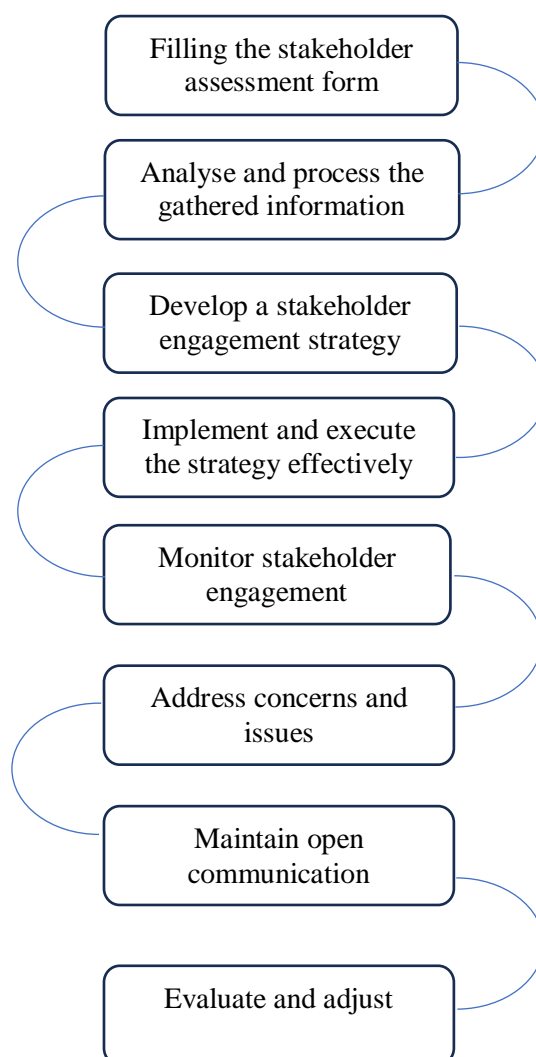 Filling the stakeholder
assessment form
Analyse and process the
gathered information
Develop a stakeholder
engagement strategy
Implement and execute
the strategy effectively
Monitor stakeholder
engagement
Address concerns and
issues
Maintain open
communication
Evaluate and adjust